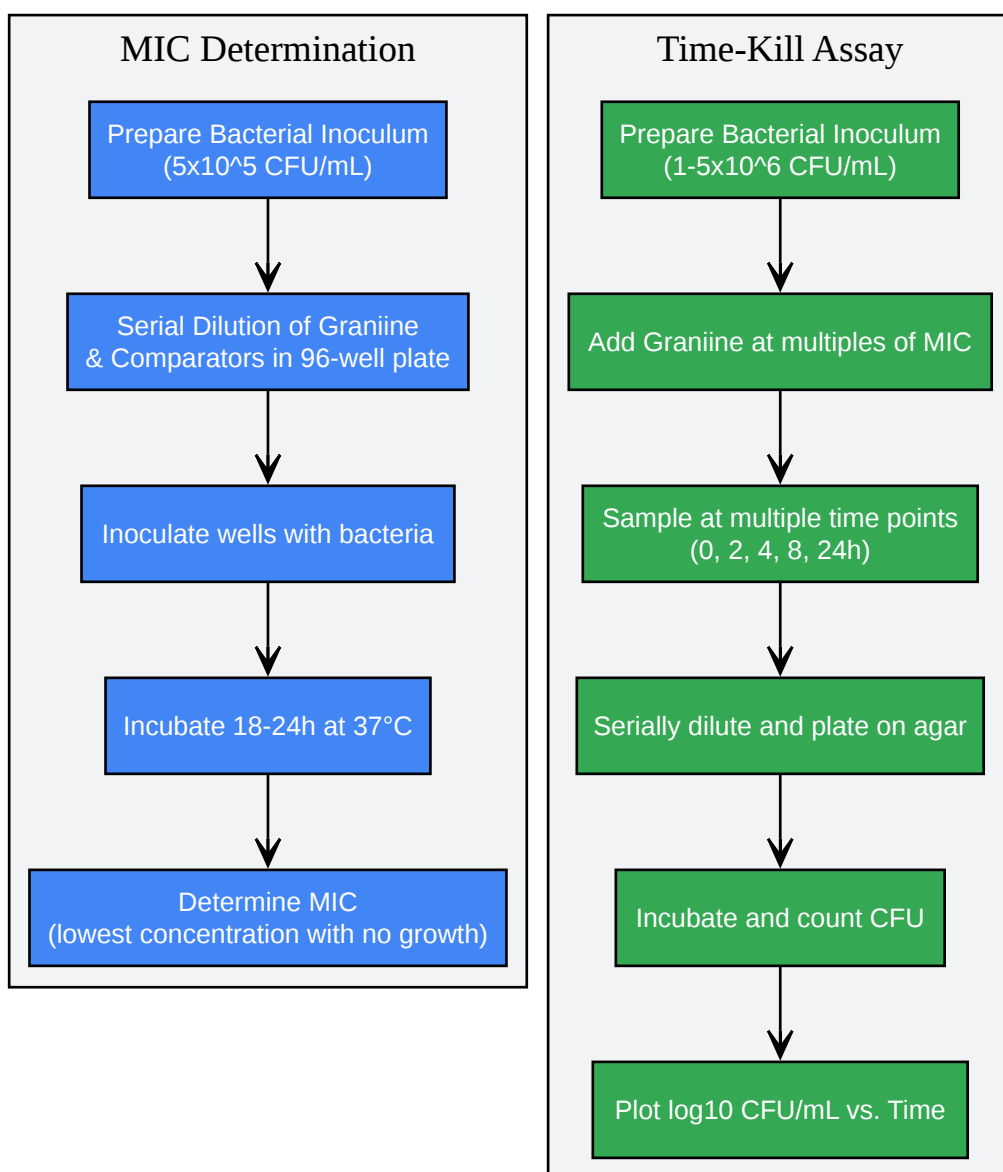 MIC Determination
Prepare Bacterial Inoculum
(5x10^5 CFU/mL)
Serial Dilution of Graniine
& Comparators in 96-well plate
Inoculate wells with bacteria
Incubate 18-24h at 37°C
Determine MIC
(lowest concentration with no growth)
Time-Kill Assay
Prepare Bacterial Inoculum
(1-5x10^6 CFU/mL)
Add Graniine at multiples of MIC
Sample at multiple time points
(0, 2, 4, 8, 24h)
Serially dilute and plate on agar
Incubate and count CFU
Plot log10 CFU/mL vs. Time